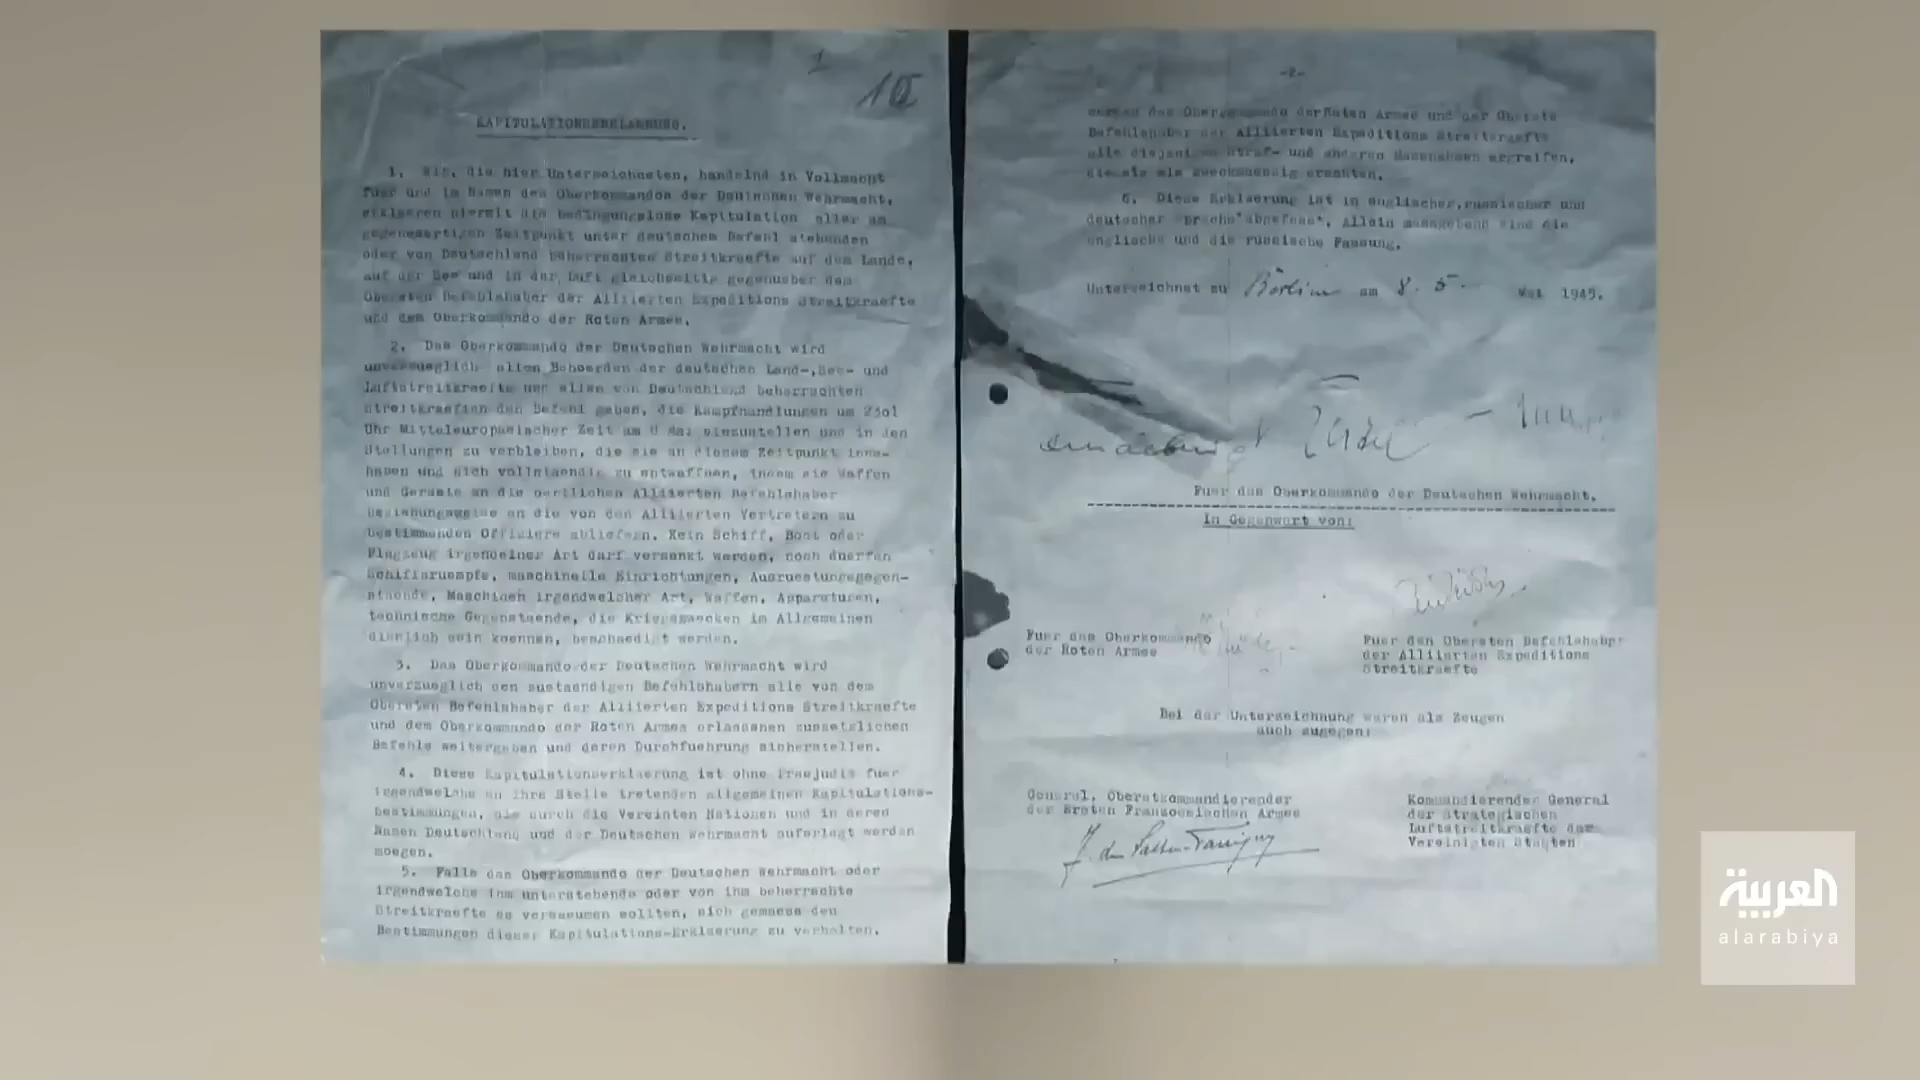 1
10
KAPITULATIONSERKLAERUNG.
1. Wir, die hier Unterzeichneten, handelnd in Vollmacht
fuer und im Namen des Oberkommandos der Deutschen Wehrmacht,
erklaeren hiermit die bedingungslose Kapitulation aller am
gegenwaertigen Zeitpunkt unter deutschem Befehl stehenden
oder von Deutschland beherrschten Streitkraefte auf dem Lande,
auf der See und in der Luft gleichzeitig gegenueber dem
Obersten Befehlshaber der Alliierten Expeditions Streitkraefte
und dem Oberkommando der Roten Armee.
2. Das Oberkommando der Deutschen Wehrmacht wird
unverzueglich allen Behoerden der deutschen Land-, See- und
Luftstreitkraefte und allen von Deutschland beherrschten
Streitkraeften den Befehl geben, die Kampfhandlungen um 2301
Uhr Mitteleuropaeischer Zeit am 8 Mai einzustellen und in den
Stellungen zu verbleiben, die sie an diesem Zeitpunkt inne-
haben und sich vollstaendig zu entwaffnen, indem sie Waffen
und Geraete an die oertlichen Alliierten Befehlshaber
beziehungsweise an die von den Alliierten Vertretern zu
bestimmenden Offiziere abliefern. Kein Schiff, Boot oder
Flugzeug irgendeiner Art darf versenkt werden, noch duerfen
Schiffsruempfe, maschinelle Einrichtungen, Ausruestungsgegen-
staende, Maschinen irgendwelcher Art, Waffen, Apparaturen,
technische Gegenstaende, die Kriegszwecken im Allgemeinen
dienlich sein koennen, beschaedigt werden.
3. Das Oberkommando der Deutschen Wehrmacht wird
unverzueglich den zustaendigen Befehlshabern alle von dem
Obersten Befehlshaber der Alliierten Expeditions Streitkraefte
und dem Oberkommando der Roten Armee erlassenen zusaetzlichen
Befehle weitergeben und deren Durchfuehrung sicherstellen.
4. Diese Kapitulationserklaerung ist ohne Praejudiz fuer
irgendwelche an ihre Stelle tretenden allgemeinen Kapitulations-
bestimmungen, die durch die Vereinten Nationen und in deren
Namen Deutschland und der Deutschen Wehrmacht auferlegt werden
moegen.
5. Falls das Oberkommando der Deutschen Wehrmacht oder
irgendwelche ihm unterstehende oder von ihm beherrschte
Streitkraefte es versaeumen sollten, sich gemaess den
Bestimmungen dieser Kapitulations-Erklaerung zu verhalten,
-2-
werden das Oberkommando der Roten Armee und der Oberste
Befehlshaber der Alliierten Expeditions Streitkraefte
alle diejenigen Straf- und anderen Massnahmen ergreifen,
die sie als zweckmaessig erachten.
6. Diese Erklaerung ist in englischer, russischer und
deutscher Sprache abgefasst. Allein massgebend sind die
englische und die russische Fassung.
Unterzeichnet zu Berlin am 8. 5. Mai 1945.
Fuer das Oberkommando der Deutschen Wehrmacht.
In Gegenwart von:
Fuer das Oberkommando
der Roten Armee
Fuer den Obersten Befehlshaber
der Alliierten Expeditions
Streitkraefte
Bei der Unterzeichnung waren als Zeugen
auch zugegen:
General, Oberstkommandierender
der Ersten Franzoesischen Armee
J. de Lattre-Tassigny
Kommandierender General
der Strategischen
Luftstreitkraefte der
Vereinigten Staaten
العربية
alarabiya